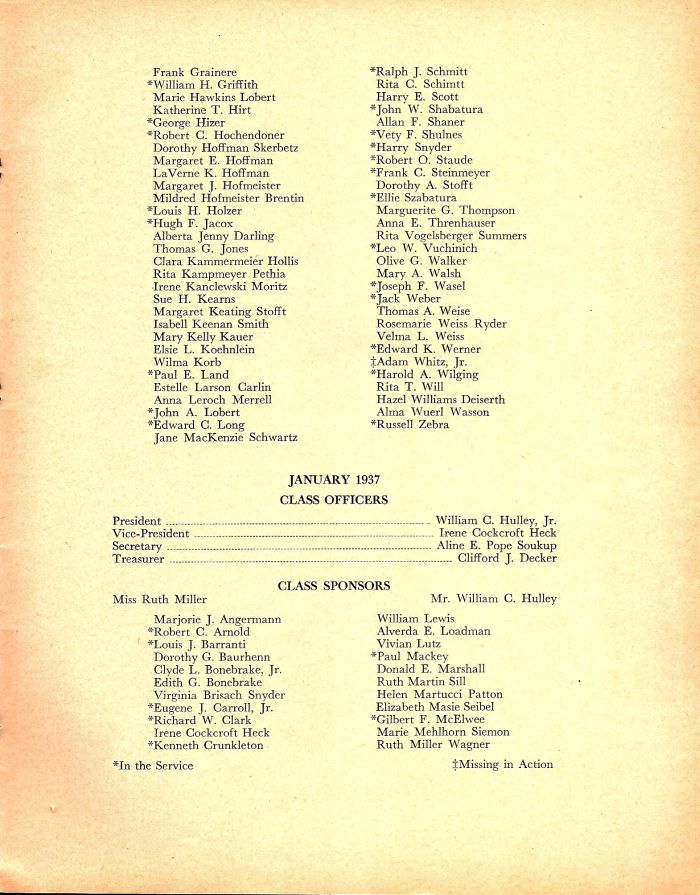 Frank Grainere
*William H. Griffith
Marie Hawkins Lobert
Katherine T. Hirt
*George Hizer
*Robert C. Hochendoner
Dorothy Hoffman Skerbetz
Margaret E. Hoffman
LaVerne K. Hoffman
Margaret J. Hofmeister
Mildred Hofmeister Brentin
*Louis H. Holzer
*Hugh F. Jacox
Alberta Jenny Darling
Thomas G. Jones
Clara Kammermeier Hollis
Rita Kampmeyer Pethia
Irene Kanclewski Moritz
Sue H. Kearns
Margaret Keating Stofft
Isabell Keenan Smith
Mary Kelly Kauer
Elsie L. Koehnlein
Wilma Korb
*Paul E. Land
Estelle Larson Carlin
Anna Leroch Merrell
*John A. Lobert
*Edward C. Long
Jane MacKenzie Schwartz
*Ralph J. Schmitt
Rita C. Schimtt
Harry E. Scott
*John W. Shabatura
Allan F. Shaner
*Vety F. Shulnes
*Harry Snyder
*Robert O. Staude
*Frank C. Steinmeyer
Dorothy A. Stofft
*Ellie Szabatura
Marguerite G. Thompson
Anna E. Threnhauser
Rita Vogelsberger Summers
*Leo W. Vuchinich
Olive G. Walker
Mary A. Walsh
*Joseph F. Wasel
*Jack Weber
Thomas A. Weise
Rosemarie Weiss Ryder
Velma L. Weiss
*Edward K. Werner
‡Adam Whitz, Jr.
*Harold A. Wilging
Rita T. Will
Hazel Williams Deiserth
Alma Wuerl Wasson
*Russell Zebra
JANUARY 1937
CLASS OFFICERS
President ........ William C. Hulley, Jr.
Vice-President ........ Irene Cockcroft Heck
Secretary ........ Aline E. Pope Soukup
Treasurer ........ Clifford J. Decker
CLASS SPONSORS
Miss Ruth Miller Mr. William C. Hulley
Marjorie J. Angermann
*Robert C. Arnold
*Louis J. Barranti
Dorothy G. Baurhenn
Clyde L. Bonebrake, Jr.
Edith G. Bonebrake
Virginia Brisach Snyder
*Eugene J. Carroll, Jr.
*Richard W. Clark
Irene Cockcroft Heck
*Kenneth Crunkleton
William Lewis
Alverda E. Loadman
Vivian Lutz
*Paul Mackey
Donald E. Marshall
Ruth Martin Sill
Helen Martucci Patton
Elizabeth Masie Seibel
*Gilbert F. McElwee
Marie Mehlhorn Siemon
Ruth Miller Wagner
*In the Service ‡Missing in Action